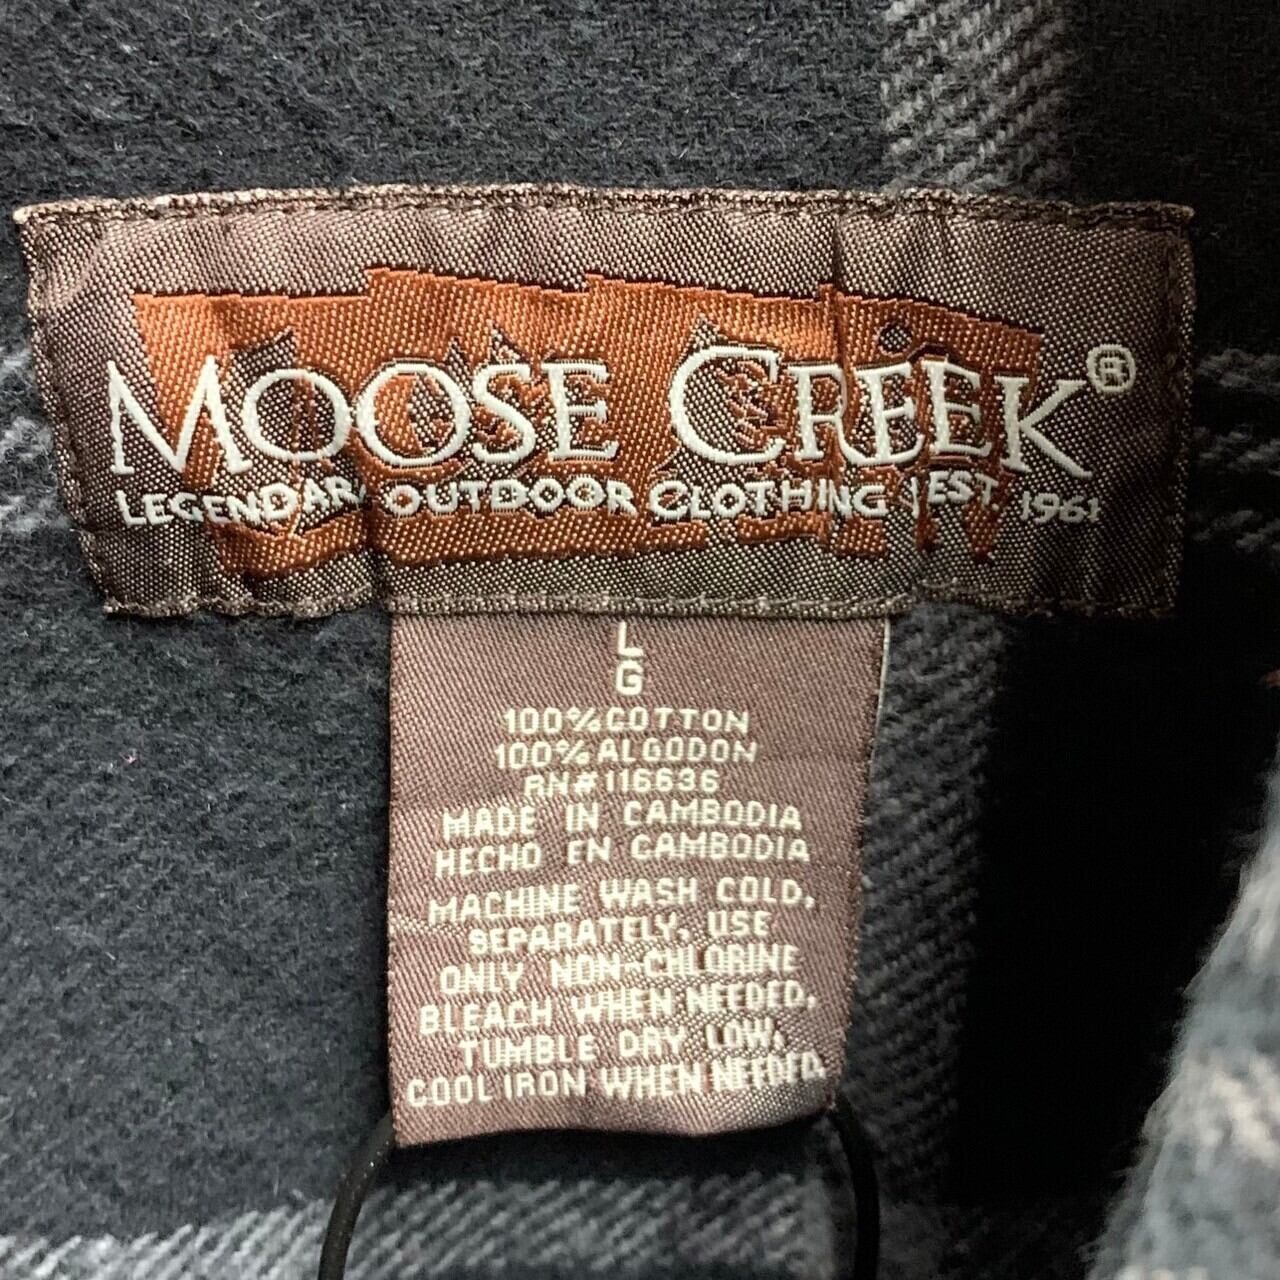 MOOSE CREEK®
LEGENDARY OUTDOOR CLOTHING EST. 1961
L
G
100% COTTON
100% ALGODON
RN# 116636
MADE IN CAMBODIA
HECHO EN CAMBODIA
MACHINE WASH COLD,
SEPARATELY, USE
ONLY NON-CHLORINE
BLEACH WHEN NEEDED,
TUMBLE DRY LOW,
COOL IRON WHEN NEEDED